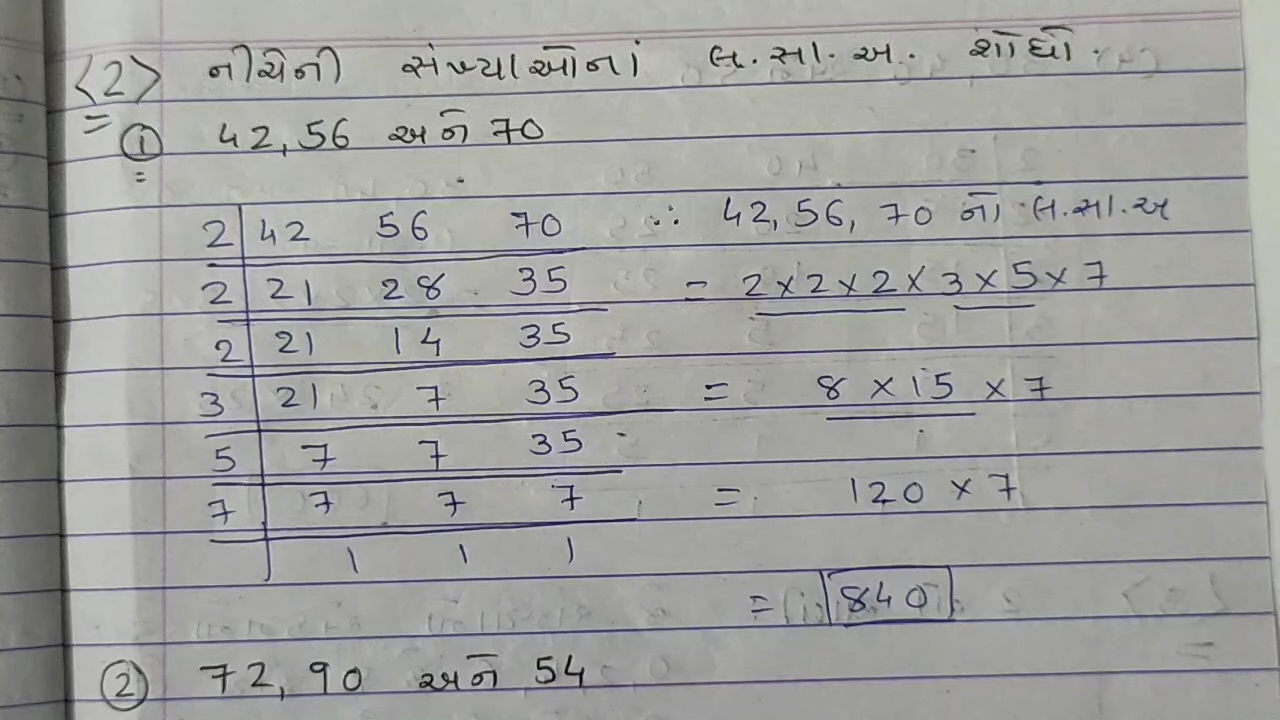 <2> નીચેની સંખ્યાઓનાં લ.સા.અ. શોધો.
① 42, 56 અને 70
2 | 42 56 70 ∴ 42, 56, 70 નો લ.સા.અ
2 | 21 28 35 = 2 × 2 × 2 × 3 × 5 × 7
2 | 21 14 35
3 | 21 7 35 = 8 × 15 × 7
5 | 7 7 35
7 | 7 7 7 = 120 × 7
| 1 1 1
= 840
② 72, 90 અને 54